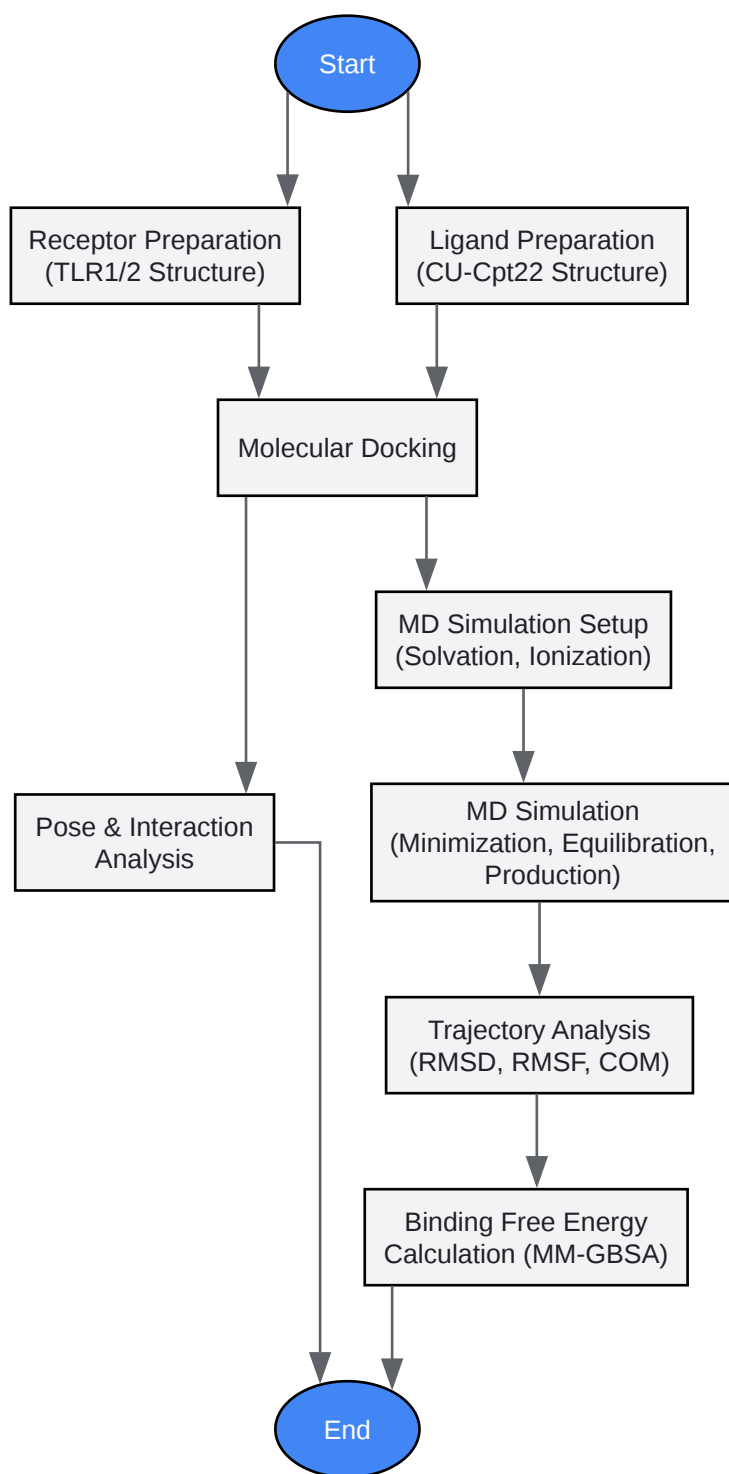 Start
Receptor Preparation
(TLR1/2 Structure)
Ligand Preparation
(CU-Cpt22 Structure)
Molecular Docking
MD Simulation Setup
(Solvation, Ionization)
Pose & Interaction
Analysis
MD Simulation
(Minimization, Equilibration,
Production)
Trajectory Analysis
(RMSD, RMSF, COM)
Binding Free Energy
Calculation (MM-GBSA)
End